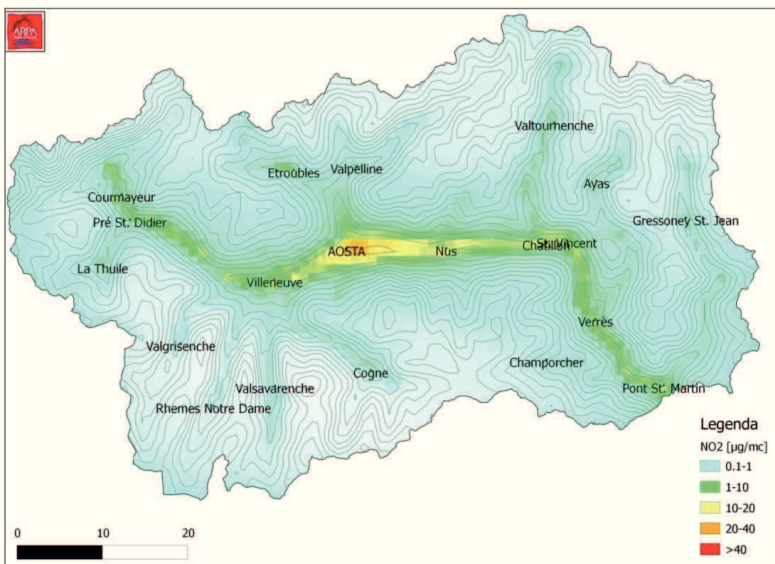 ARPA
Valtournenche
Etroubles
Valpelline
Ayas
Courmayeur
Pré St. Didier
Gressoney St. Jean
AOSTA
Nus
Chatillon
St. Vincent
La Thuile
Villeneuve
Verrès
Valgrisenche
Champorcher
Cogne
Valsavarenche
Pont St. Martin
Rhemes Notre Dame
Legenda
NO2 [µg/mc]
0.1-1
1-10
10-20
20-40
>40
0 10 20